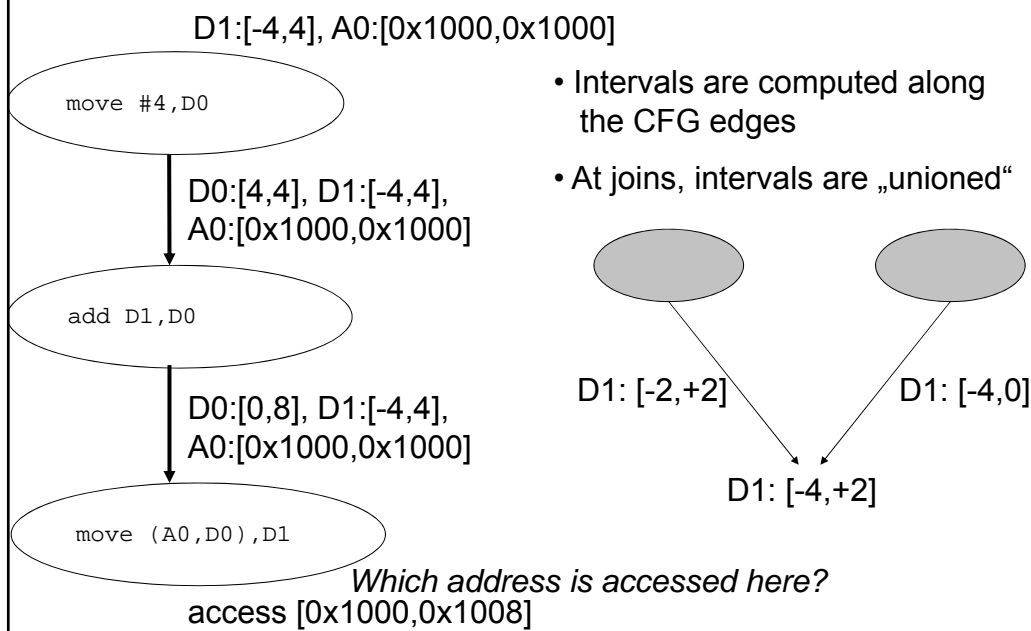 D1:[-4,4], A0:[0x1000,0x1000]
move #4,D0
D0:[4,4], D1:[-4,4],
A0:[0x1000,0x1000]
add D1,D0
D0:[0,8], D1:[-4,4],
A0:[0x1000,0x1000]
move (A0,D0),D1
Which address is accessed here?
access [0x1000,0x1008]
• Intervals are computed along
the CFG edges
• At joins, intervals are „unioned“
D1: [-2,+2]
D1: [-4,0]
D1: [-4,+2]